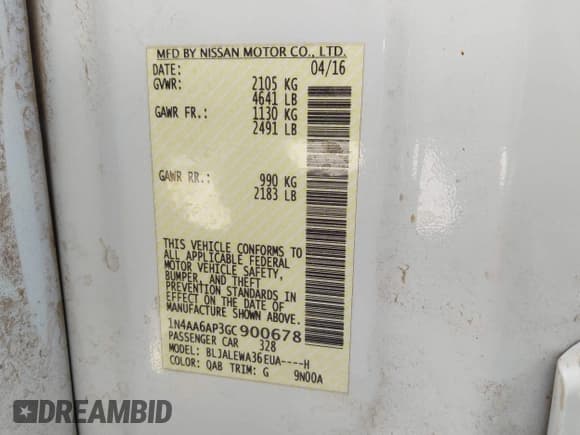 MFD BY NISSAN MOTOR CO., LTD.
DATE: 04/16
GVWR: 2105 KG
4641 LB
GAWR FR.: 1130 KG
2491 LB
GAWR RR.: 990 KG
2183 LB
THIS VEHICLE CONFORMS TO
ALL APPLICABLE FEDERAL
MOTOR VEHICLE SAFETY,
BUMPER, AND THEFT
PREVENTION STANDARDS IN
EFFECT ON THE DATE OF
MANUFACTURE SHOWN ABOVE.
1N4AA6AP3GC900678
PASSENGER CAR 328
MODEL: BLJALEWA36EUA----H
COLOR: QAB TRIM: G 9N00A
DREAMBID